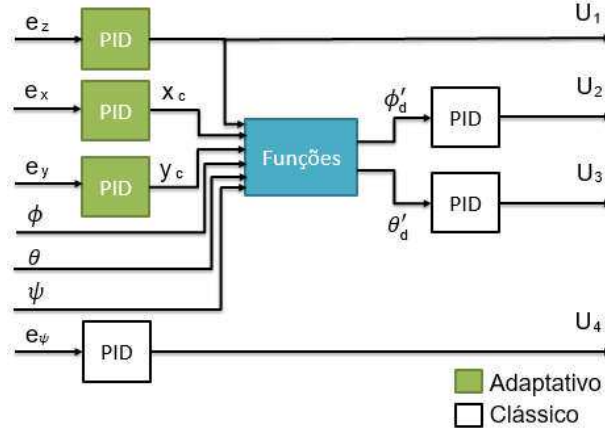 e_z
PID
U_1
e_x
PID
x_c
U_2
ϕ'_d
PID
e_y
PID
y_c
Funções
U_3
θ'_d
PID
ϕ
θ
ψ
e_ψ
PID
U_4
Adaptativo
Clássico